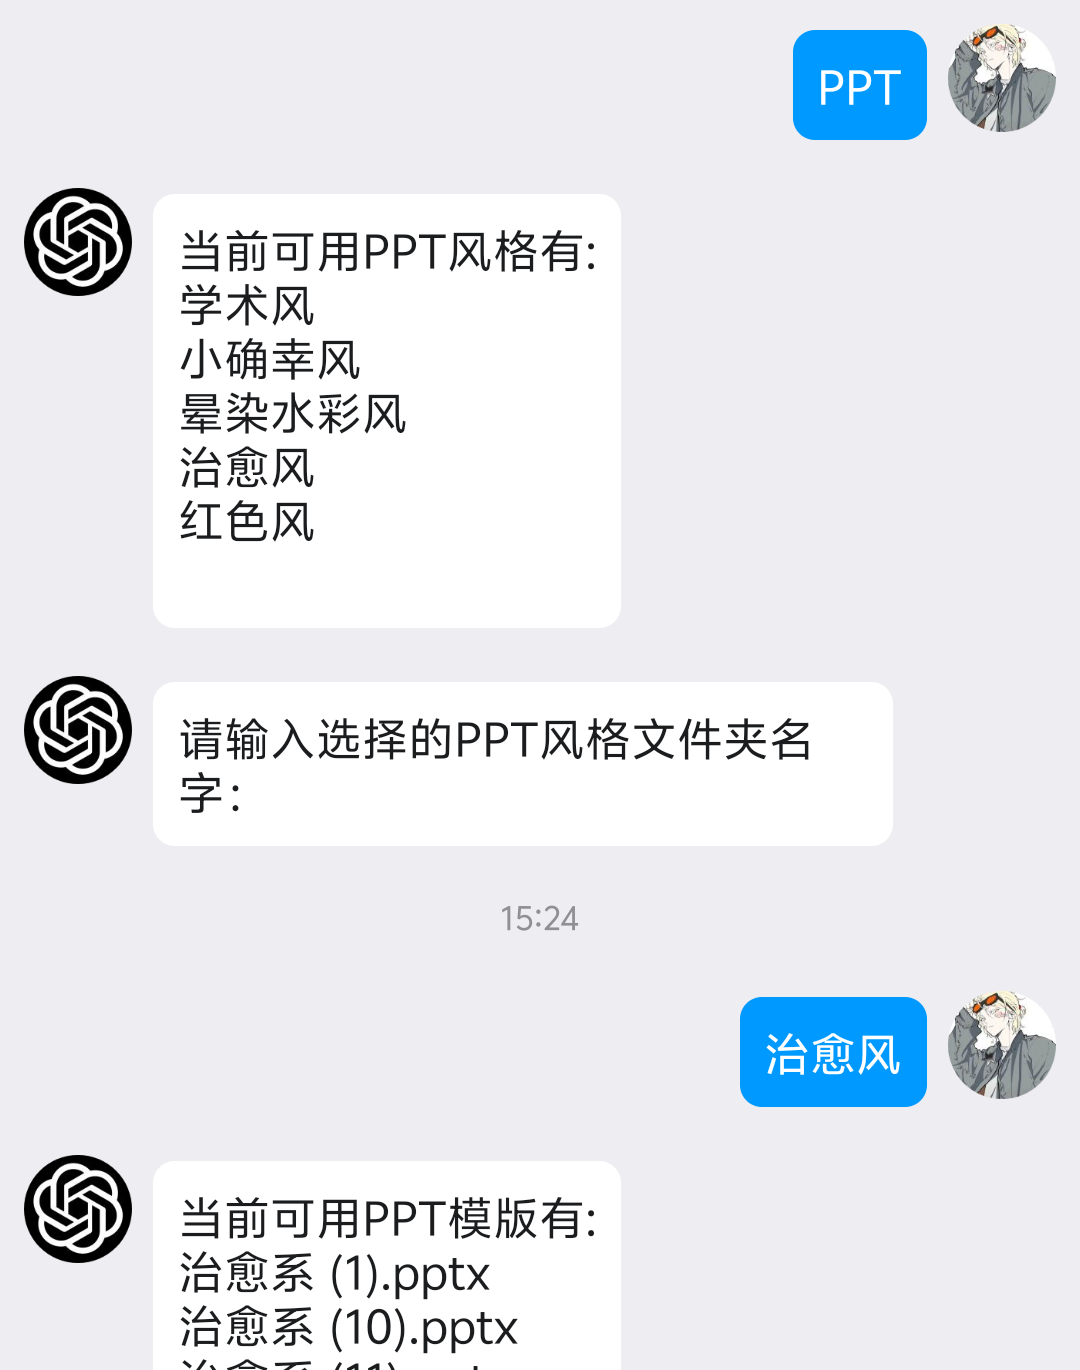 PPT
当前可用PPT风格有:
学术风
小确幸风
晕染水彩风
治愈风
红色风
请输入选择的PPT风格文件夹名
字：
15:24
治愈风
当前可用PPT模版有:
治愈系 (1).pptx
治愈系 (10).pptx